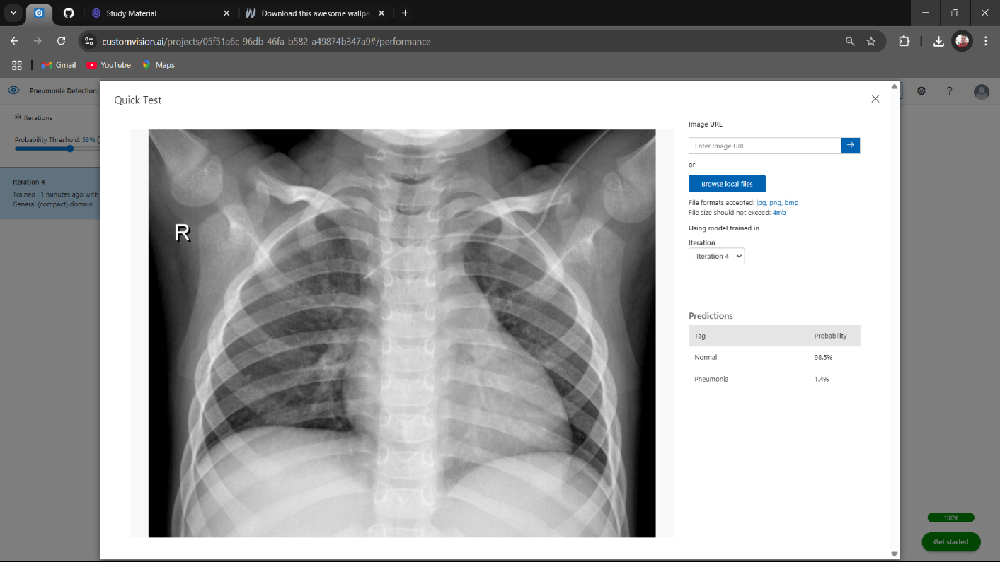 Study Material
Download this awesome wallpa
customvision.ai/projects/05f51a6c-96db-46fa-b582-a49874b347a9#/performance
Gmail
YouTube
Maps
Pneumonia Detection
Quick Test
iterations
Probability Threshold: 53%
Iteration 4
Trained : 1 minutes ago with
General (compact) domain
R
Image URL
Enter Image URL
or
Browse local files
File formats accepted: jpg, png, bmp
File size should not exceed: 4mb
Using model trained in
Iteration
Iteration 4
Predictions
Tag Probability
Normal 98.5%
Pneumonia 1.4%
100%
Get started